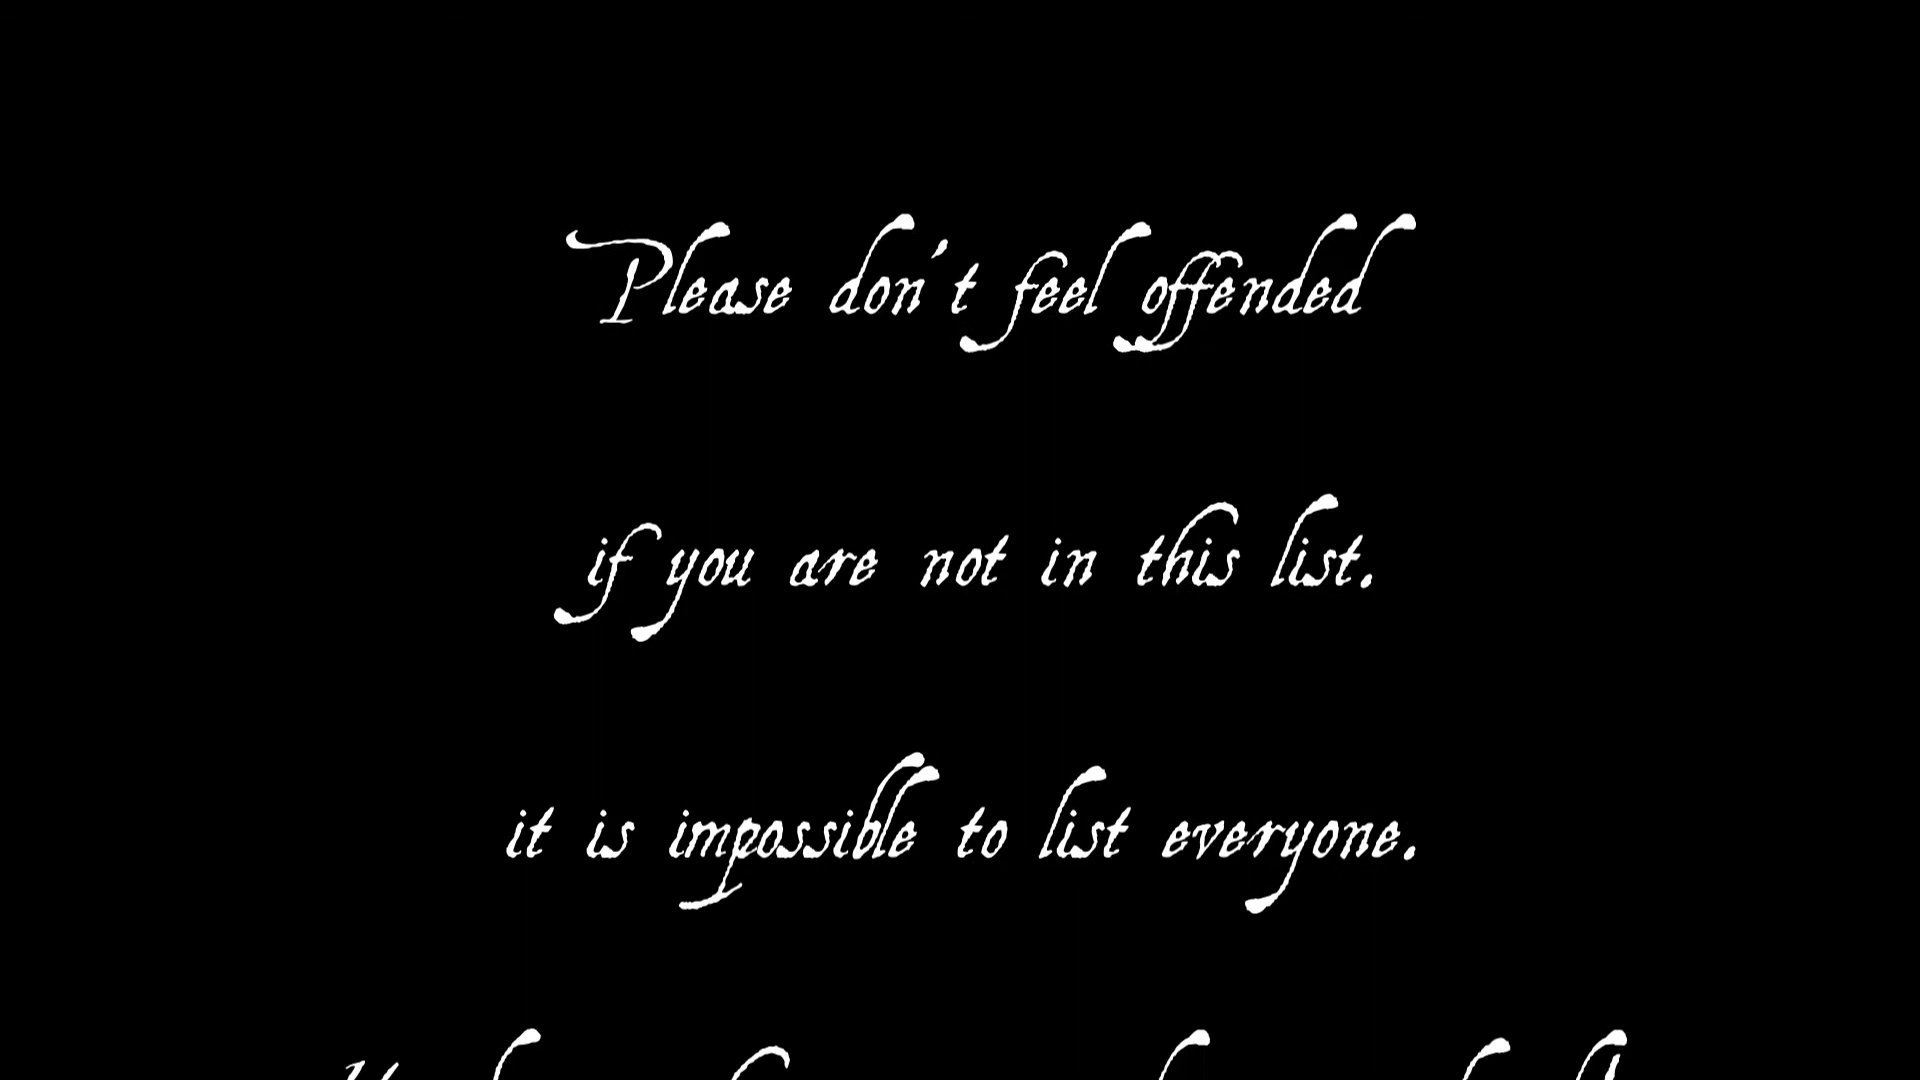 Please don't feel offended
if you are not in this list.
it is impossible to list everyone.